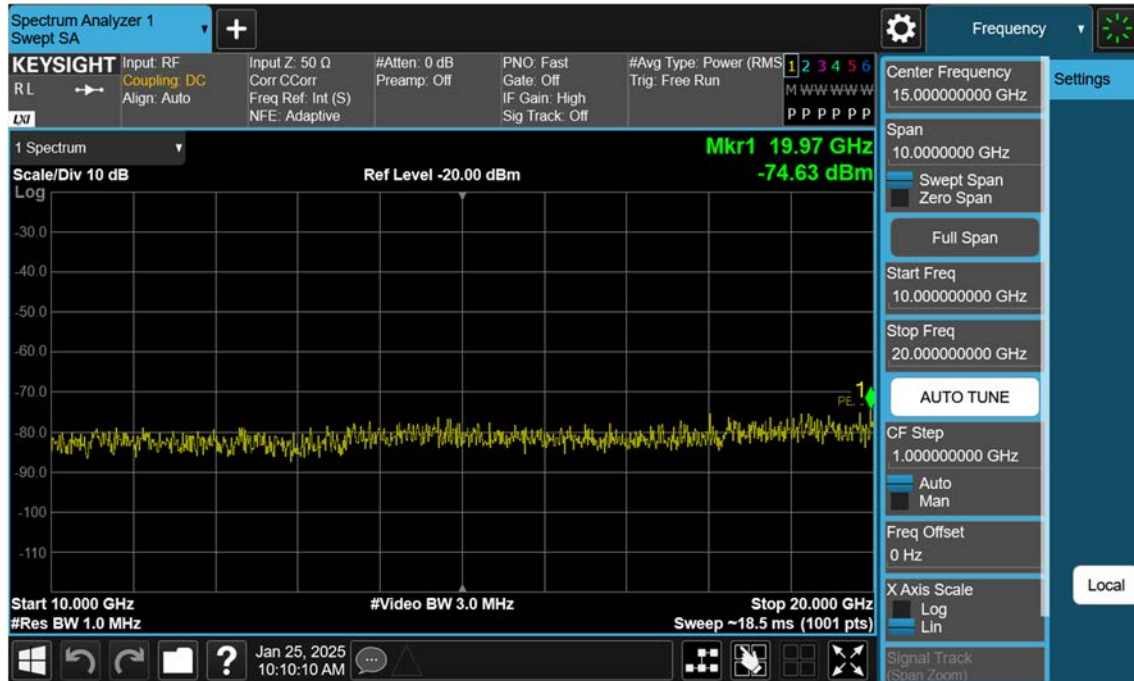 Spectrum Analyzer 1
Swept SA
Frequency
KEYSIGHT
RL
LXI
Input: RF
Coupling: DC
Align: Auto
Input Z: 50 Ω
Corr CCorr
Freq Ref: Int (S)
NFE: Adaptive
#Atten: 0 dB
Preamp: Off
PNO: Fast
Gate: Off
IF Gain: High
Sig Track: Off
#Avg Type: Power (RMS
Trig: Free Run
1 2 3 4 5 6
M W W W W W
P P P P P P
1 Spectrum
Mkr1 19.97 GHz
-74.63 dBm
Scale/Div 10 dB
Ref Level -20.00 dBm
Log
-30.0
-40.0
-50.0
-60.0
-70.0
-80.0
-90.0
-100
-110
1
Start 10.000 GHz
#Video BW 3.0 MHz
Stop 20.000 GHz
#Res BW 1.0 MHz
Sweep ~18.5 ms (1001 pts)
Center Frequency
15.000000000 GHz
Span
10.0000000 GHz
Swept Span
Zero Span
Full Span
Start Freq
10.000000000 GHz
Stop Freq
20.000000000 GHz
AUTO TUNE
CF Step
1.000000000 GHz
Auto
Man
Freq Offset
0 Hz
X Axis Scale
Log
Lin
Signal Track
(Span Zoom)
Settings
Local
?
Jan 25, 2025
10:10:10 AM